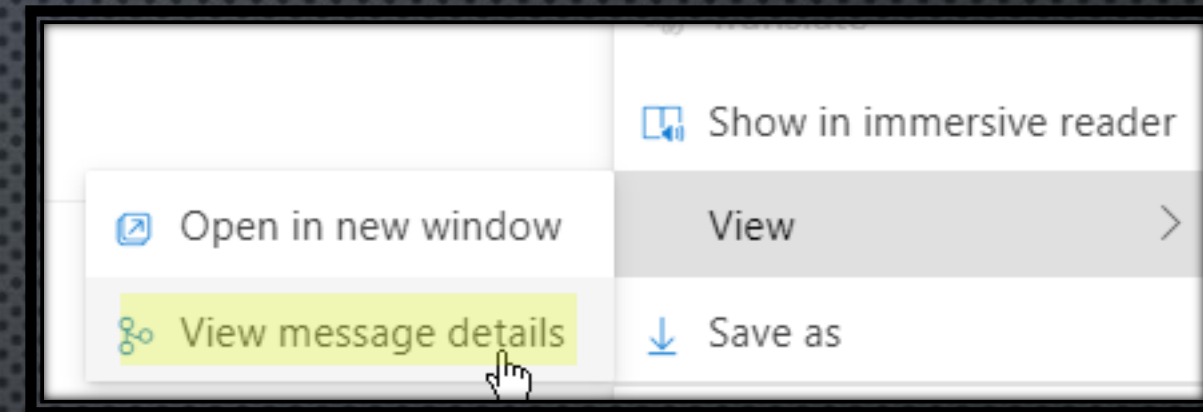 Show in immersive reader
Open in new window
View
View message details
Save as